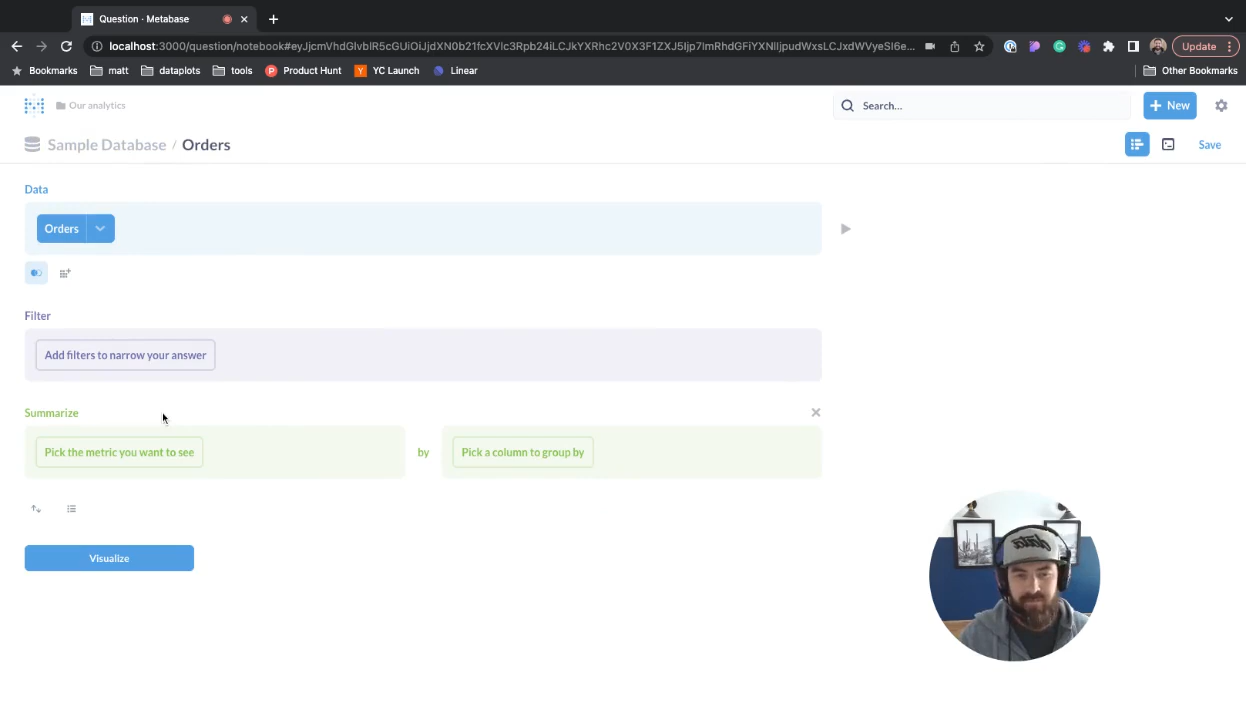 Question · Metabase
localhost:3000/question/notebook#eyJjcmVhdGlvblR5cGUiOiJjdXN0b21fcXVlc3Rpb24iLCJkYXRhc2V0X3F1ZXJ5Ijp7ImRhdGFiYXNlIjpudWxsLCJxdWVyeSI6e...
Update
Bookmarks
matt
dataplots
tools
P Product Hunt
Y YC Launch
Linear
Other Bookmarks
Our analytics
Search...
+ New
Sample Database / Orders
Save
Data
Orders
Filter
Add filters to narrow your answer
Summarize
Pick the metric you want to see
by
Pick a column to group by
Visualize
data